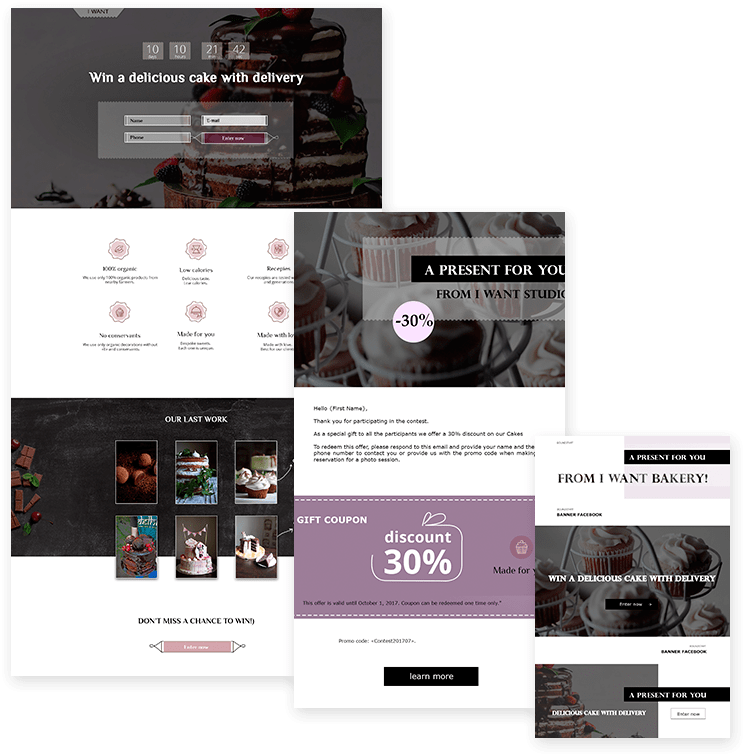 I WANT
10 10 21 42
days hours min sec
Win a delicious cake with delivery
Name E-mail
Phone Enter now
100% organic Low calories Recepies
We use only 100% organic products from
nearby farmers.
Delicious taste.
Low calories.
Our recepies are tested
and generations
No conservants Made for you Made with lo
We use only organic decorations without
and conservants.
Bespoke sweets.
Each one is unique.
Made with love
for our clients
OUR LAST WORK
DON'T MISS A CHANCE TO WIN!)
Enter now
A PRESENT FOR YOU
FROM I WANT STUDIO
-30%
Hello {First Name},
Thank you for participating in the contest.
As a special gift to all the participants we offer a 30% discount on our Cakes
To redeem this offer, please respond to this email and provide your name and the
phone number to contact you or provide us with the promo code when making
reservation for a photo session.
GIFT COUPON
discount
30%
Made for y
This offer is valid until October 1, 2017. Coupon can be redeemed one time only."
Promo code: «Contest201707».
learn more
A PRESENT FOR YOU
FROM I WANT BAKERY!
BANNER FACEBOOK
WIN A DELICIOUS CAKE WITH DELIVERY
Enter now >
BANNER FACEBOOK
A PRESENT FOR YOU
DELICIOUS CAKE WITH DELIVERY
Enter now